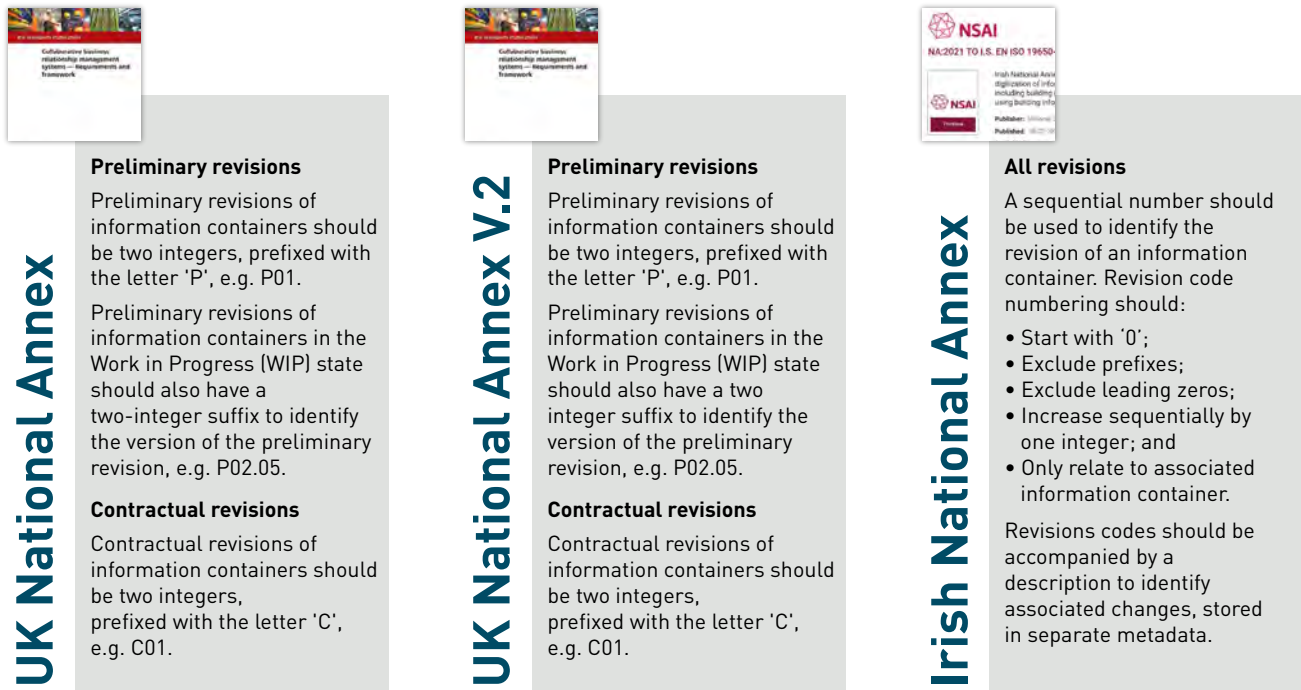 Collaborative business
relationship management
systems — Requirements and
framework
UK National Annex
Preliminary revisions
Preliminary revisions of
information containers should
be two integers, prefixed with
the letter 'P', e.g. P01.
Preliminary revisions of
information containers in the
Work in Progress (WIP) state
should also have a
two-integer suffix to identify
the version of the preliminary
revision, e.g. P02.05.
Contractual revisions
Contractual revisions of
information containers should
be two integers,
prefixed with the letter 'C',
e.g. C01.
Collaborative business
relationship management
systems — Requirements and
framework
UK National Annex V.2
Preliminary revisions
Preliminary revisions of
information containers should
be two integers, prefixed with
the letter 'P', e.g. P01.
Preliminary revisions of
information containers in the
Work in Progress (WIP) state
should also have a two
integer suffix to identify the
version of the preliminary
revision, e.g. P02.05.
Contractual revisions
Contractual revisions of
information containers should
be two integers,
prefixed with the letter 'C',
e.g. C01.
NSAI
NA:2021 TO I.S. EN ISO 19650-
Irish National
including building
Publisher:
Published:
NSAI
Irish National Annex
All revisions
A sequential number should
be used to identify the
revision of an information
container. Revision code
numbering should:
• Start with ‘0’;
• Exclude prefixes;
• Exclude leading zeros;
• Increase sequentially by
one integer; and
• Only relate to associated
information container.
Revisions codes should be
accompanied by a
description to identify
associated changes, stored
in separate metadata.